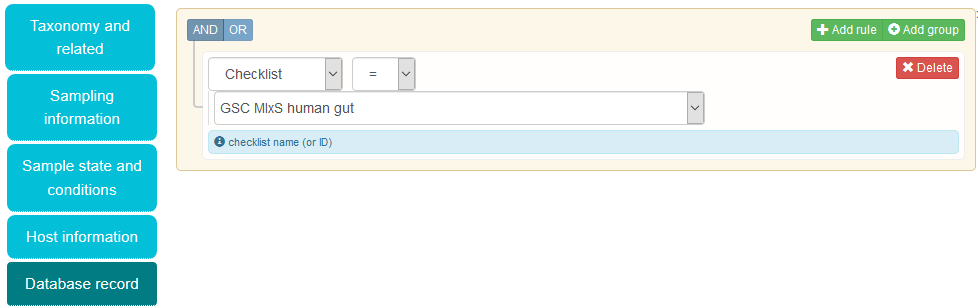 Taxonomy and
related
Sampling
information
Sample state and
conditions
Host information
Database record
AND OR
Add rule Add group
Checklist =
Delete
GSC MIxS human gut
checklist name (or ID)